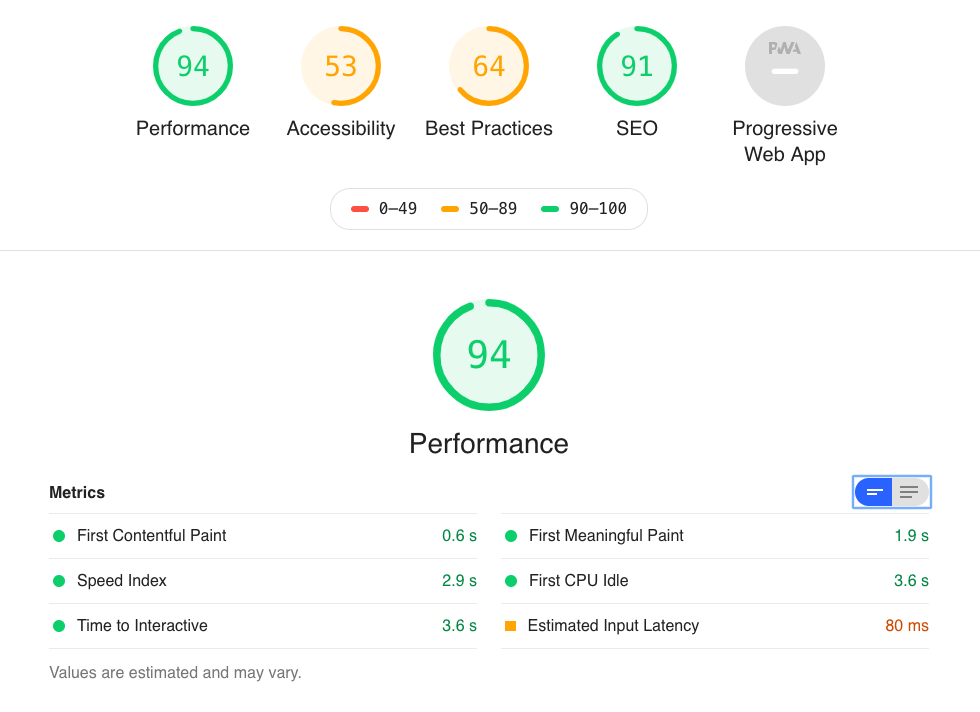 94 53 64 91 PWA
Performance Accessibility Best Practices SEO Progressive
Web App
0–49 50–89 90–100
94
Performance
Metrics
First Contentful Paint 0.6 s First Meaningful Paint 1.9 s
Speed Index 2.9 s First CPU Idle 3.6 s
Time to Interactive 3.6 s Estimated Input Latency 80 ms
Values are estimated and may vary.